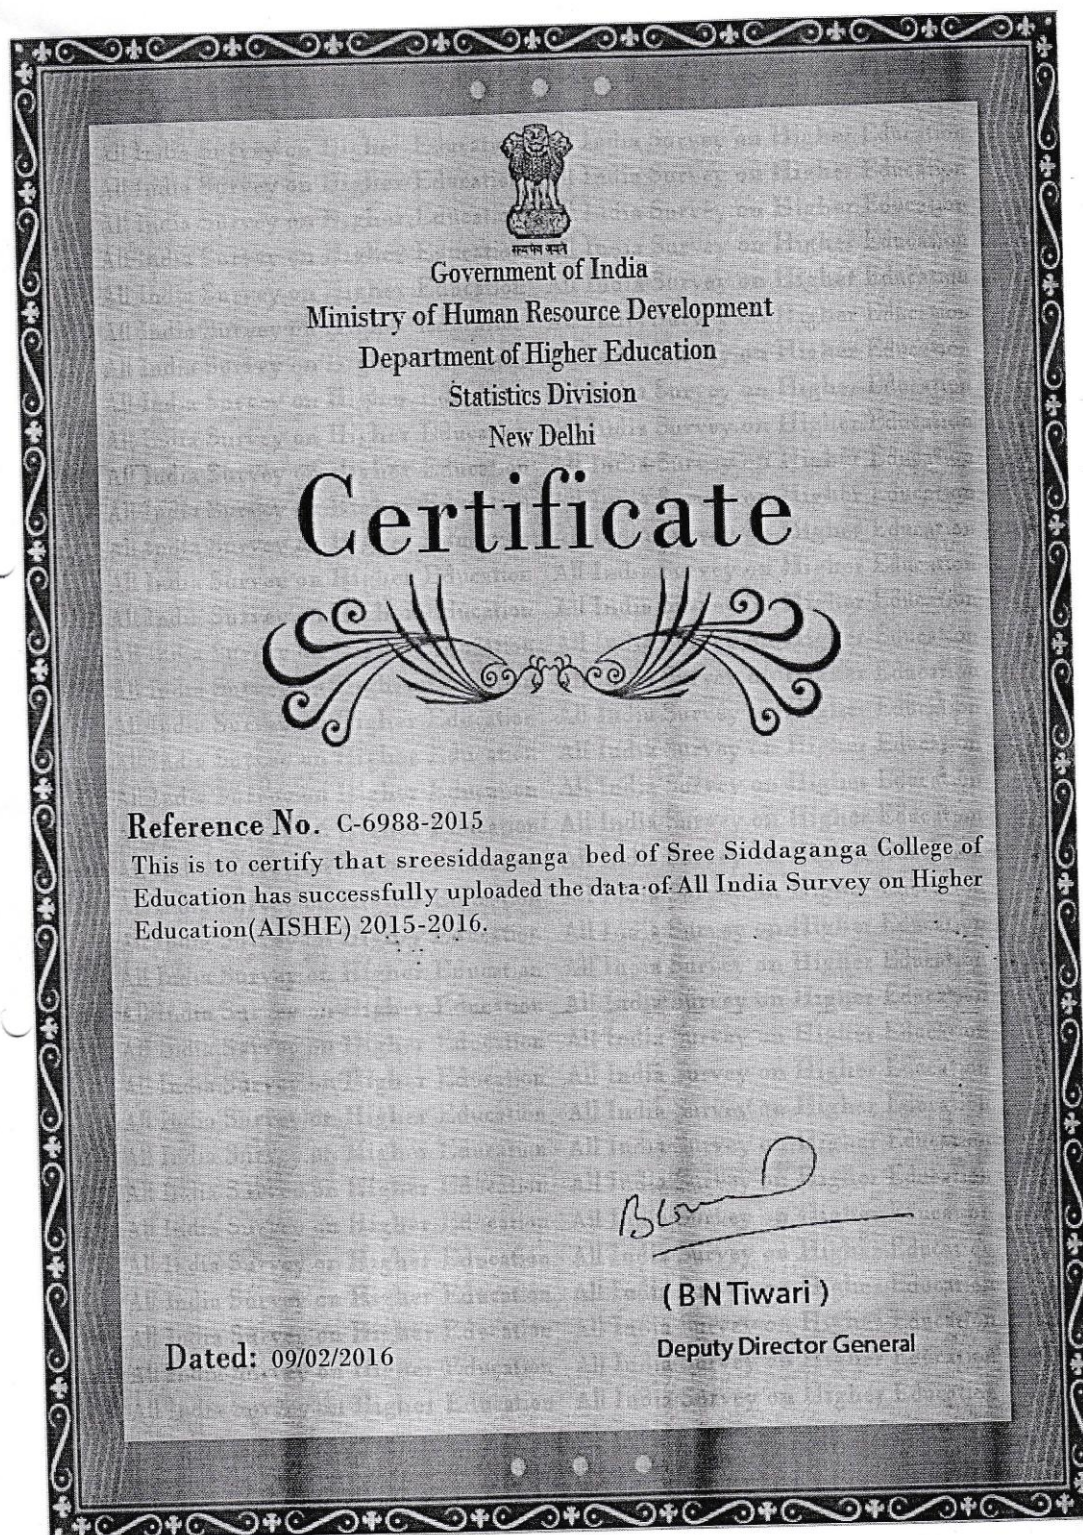 सत्यमेव जयते
Government of India
Ministry of Human Resource Development
Department of Higher Education
Statistics Division
New Delhi
Certificate
Reference No. C-6988-2015
This is to certify that sreesiddaganga bed of Sree Siddaganga College of
Education has successfully uploaded the data of All India Survey on Higher
Education(AISHE) 2015-2016.
( B N Tiwari )
Deputy Director General
Dated: 09/02/2016